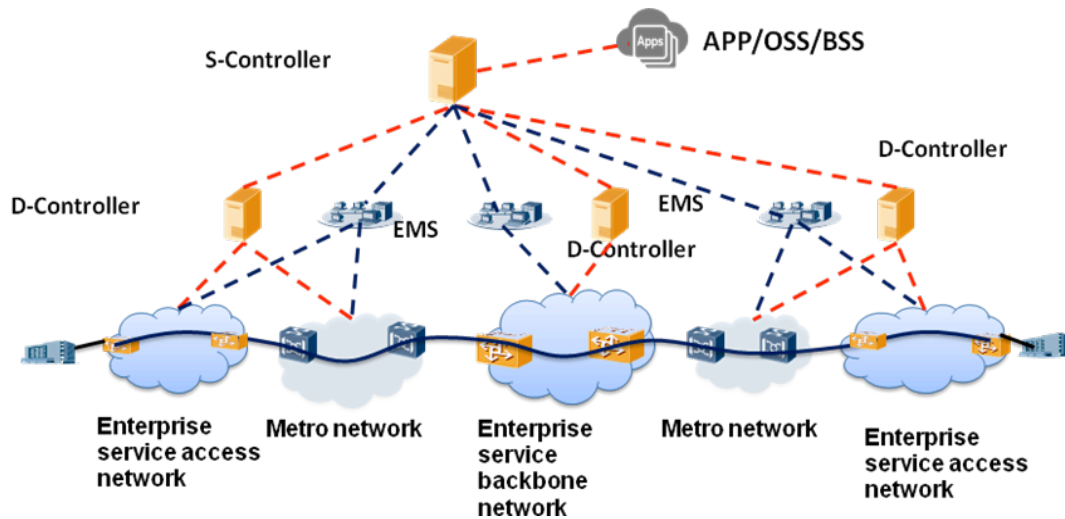 Apps
APP/OSS/BSS
S-Controller
D-Controller
D-Controller
EMS
EMS
D-Controller
Enterprise
service access
network
Metro network
Enterprise
service
backbone
network
Metro network
Enterprise
service access
network